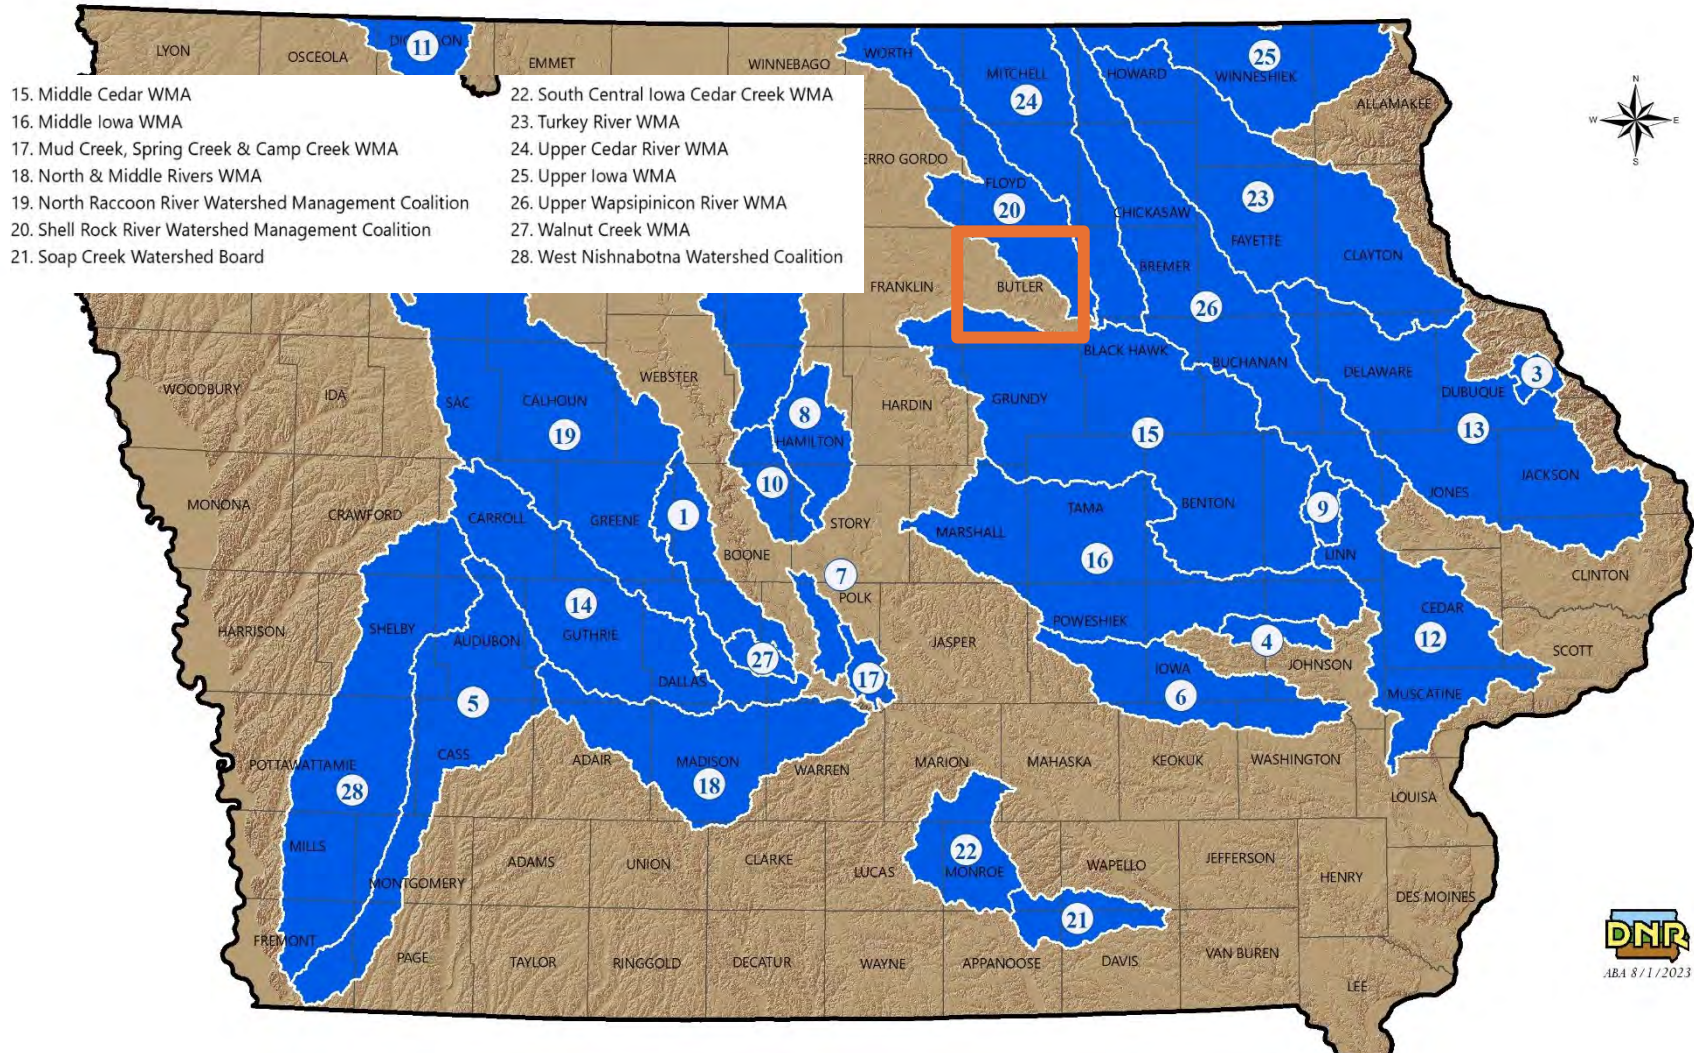 LYON
OSCEOLA
DICKINSON
11
EMMET
WINNEBAGO
WORTH
MITCHELL
24
HOWARD
25
WINNESHIEK
ALLAMAKEE
N
W E
S
15. Middle Cedar WMA
16. Middle Iowa WMA
17. Mud Creek, Spring Creek & Camp Creek WMA
18. North & Middle Rivers WMA
19. North Raccoon River Watershed Management Coalition
20. Shell Rock River Watershed Management Coalition
21. Soap Creek Watershed Board
22. South Central Iowa Cedar Creek WMA
23. Turkey River WMA
24. Upper Cedar River WMA
25. Upper Iowa WMA
26. Upper Wapsipinicon River WMA
27. Walnut Creek WMA
28. West Nishnabotna Watershed Coalition
ERRO GORDO
FLOYD
20
CHICKASAW
23
FAYETTE
CLAYTON
FRANKLIN
BUTLER
BREMER
26
WOODBURY
IDA
SAC
CALHOUN
19
WEBSTER
8
HAMILTON
HARDIN
GRUNDY
BLACK HAWK
BUCHANAN
DELAWARE
DUBUQUE
3
13
15
MONONA
CRAWFORD
CARROLL
GREENE
1
BOONE
10
STORY
7
MARSHALL
TAMA
16
BENTON
9
LINN
JONES
JACKSON
CLINTON
HARRISON
SHELBY
AUDUBON
14
GUTHRIE
DALLAS
27
POLK
17
JASPER
POWESHIEK
IOWA
6
4
JOHNSON
CEDAR
12
SCOTT
MUSCATINE
5
POTTAWATTAMIE
28
CASS
ADAIR
MADISON
18
WARREN
MARION
MAHASKA
KEOKUK
WASHINGTON
LOUISA
MILLS
MONTGOMERY
ADAMS
UNION
CLARKE
LUCAS
22
MONROE
WAPELLO
JEFFERSON
HENRY
DES MOINES
FREMONT
PAGE
TAYLOR
RINGGOLD
DECATUR
WAYNE
APPANOOSE
21
DAVIS
VAN BUREN
LEE
DNR
ABA 8/1/2023